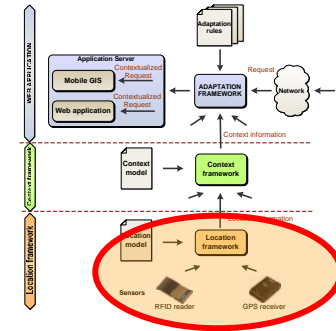 Adaptation
rules
Application Server
Contextualized
Request
Mobile GIS
Contextualized
Request
Web application
ADAPTATION
FRAMEWORK
Request
Network
WEB APPLICATION
Context information
Context framework
Context
model
Context
framework
Location framework
Location
model
information
Location
framework
Sensors
RFID reader
GPS receiver